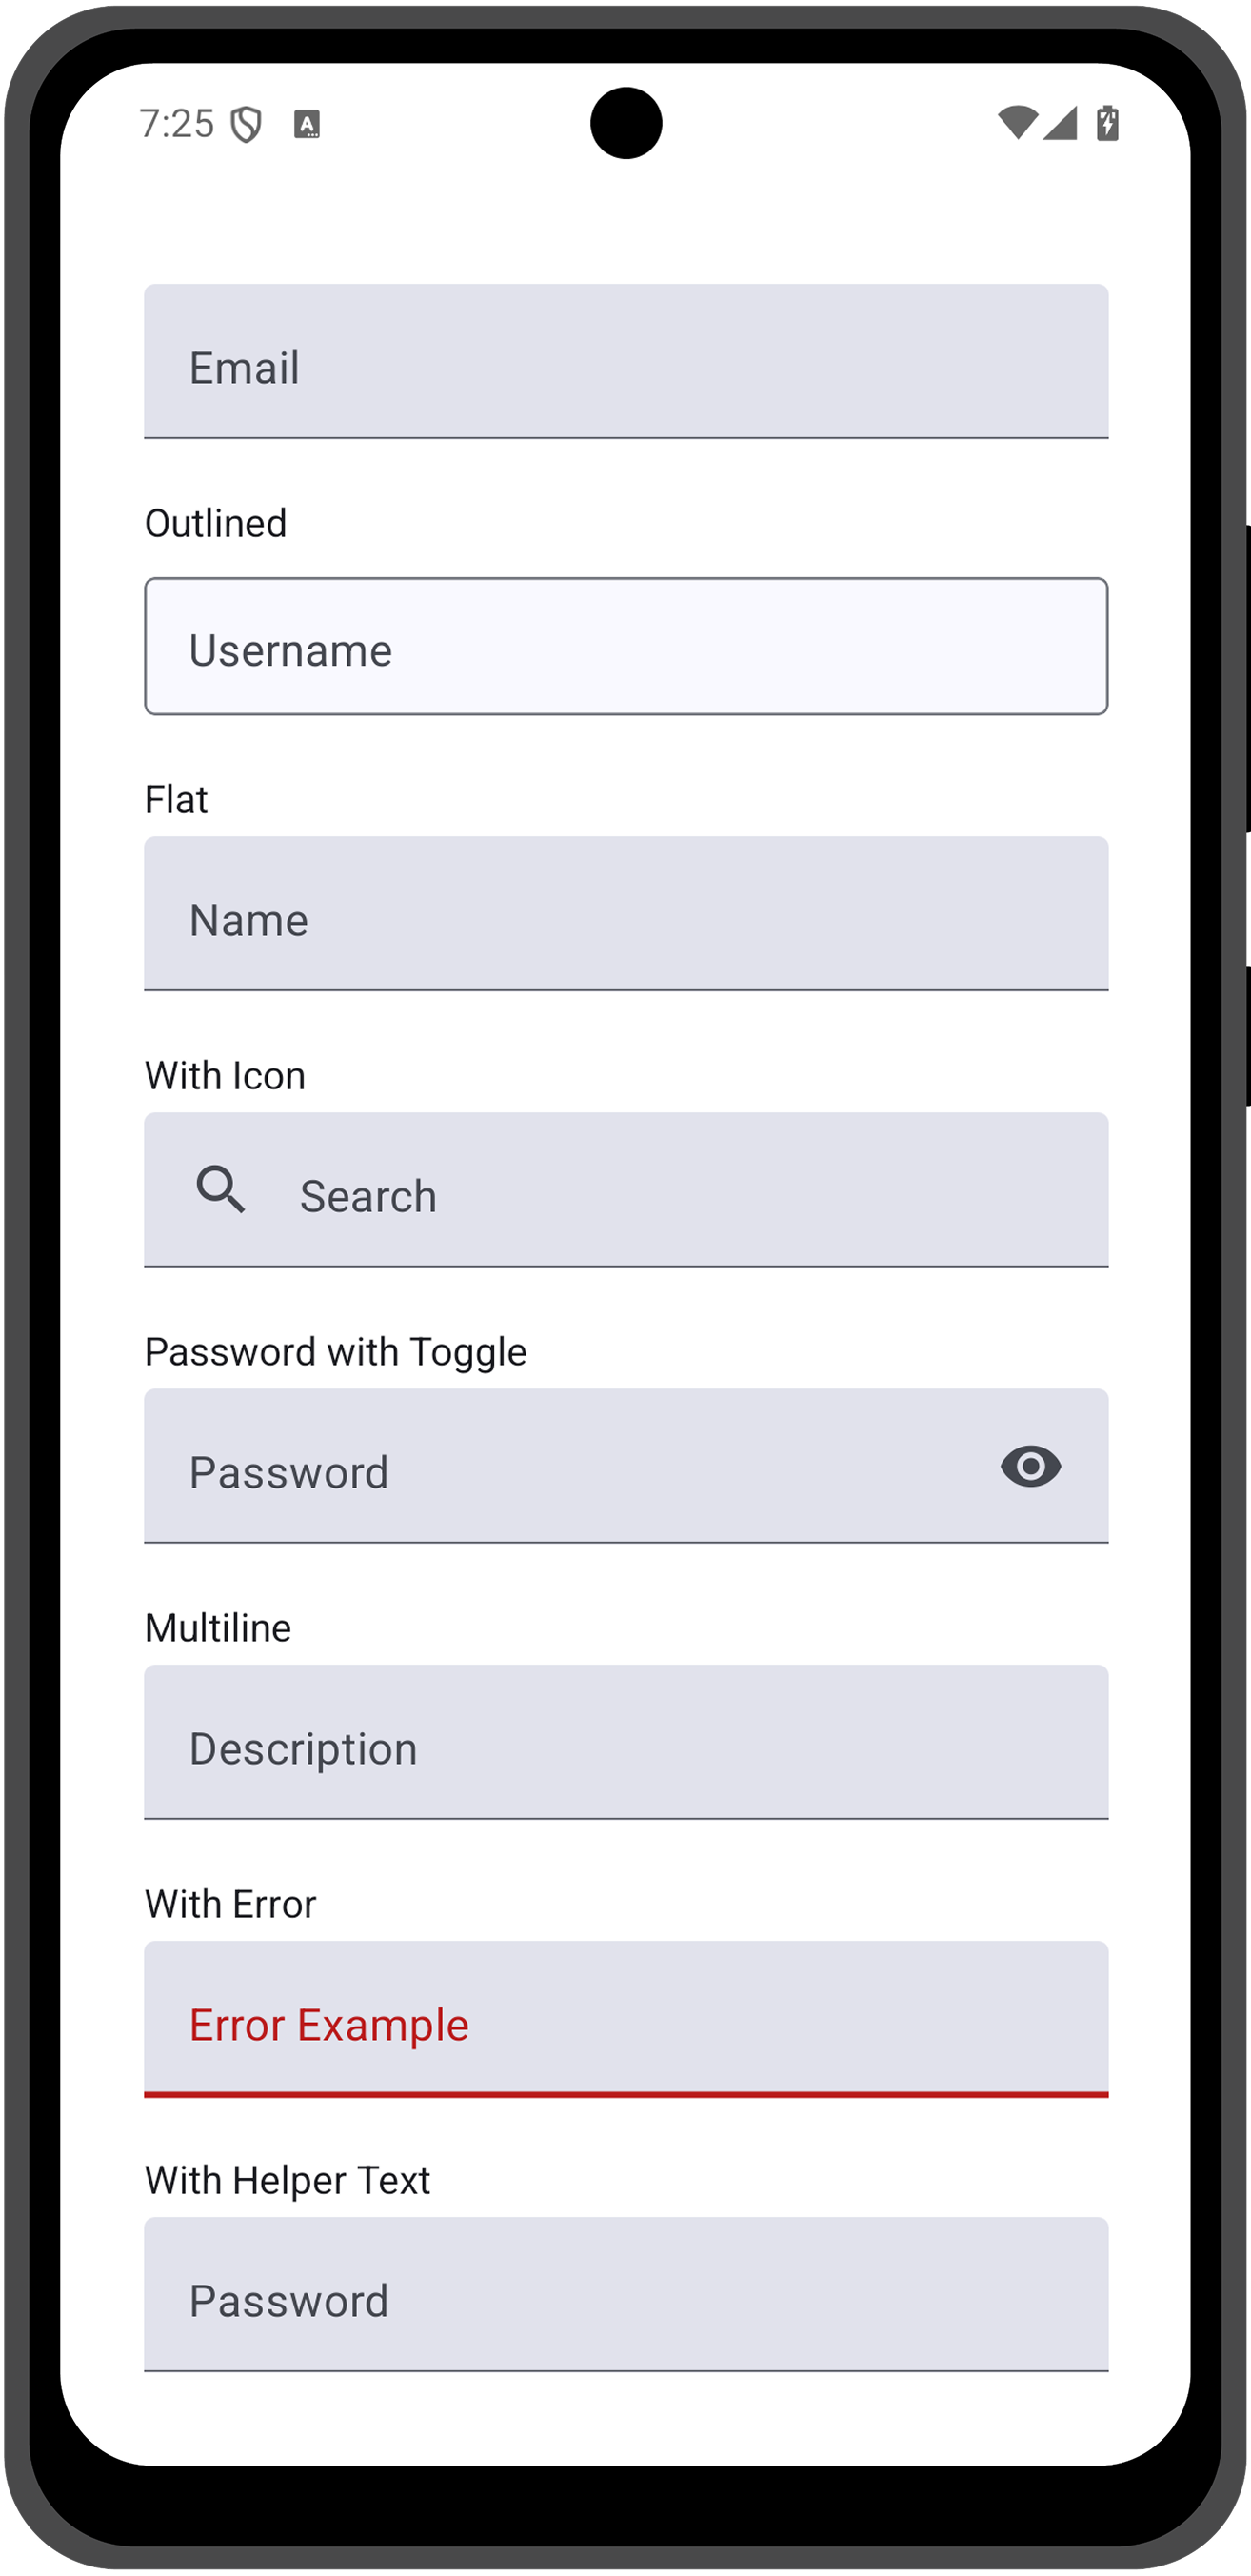 7:25
Email
Outlined
Username
Flat
Name
With Icon
Search
Password with Toggle
Password
Multiline
Description
With Error
Error Example
With Helper Text
Password